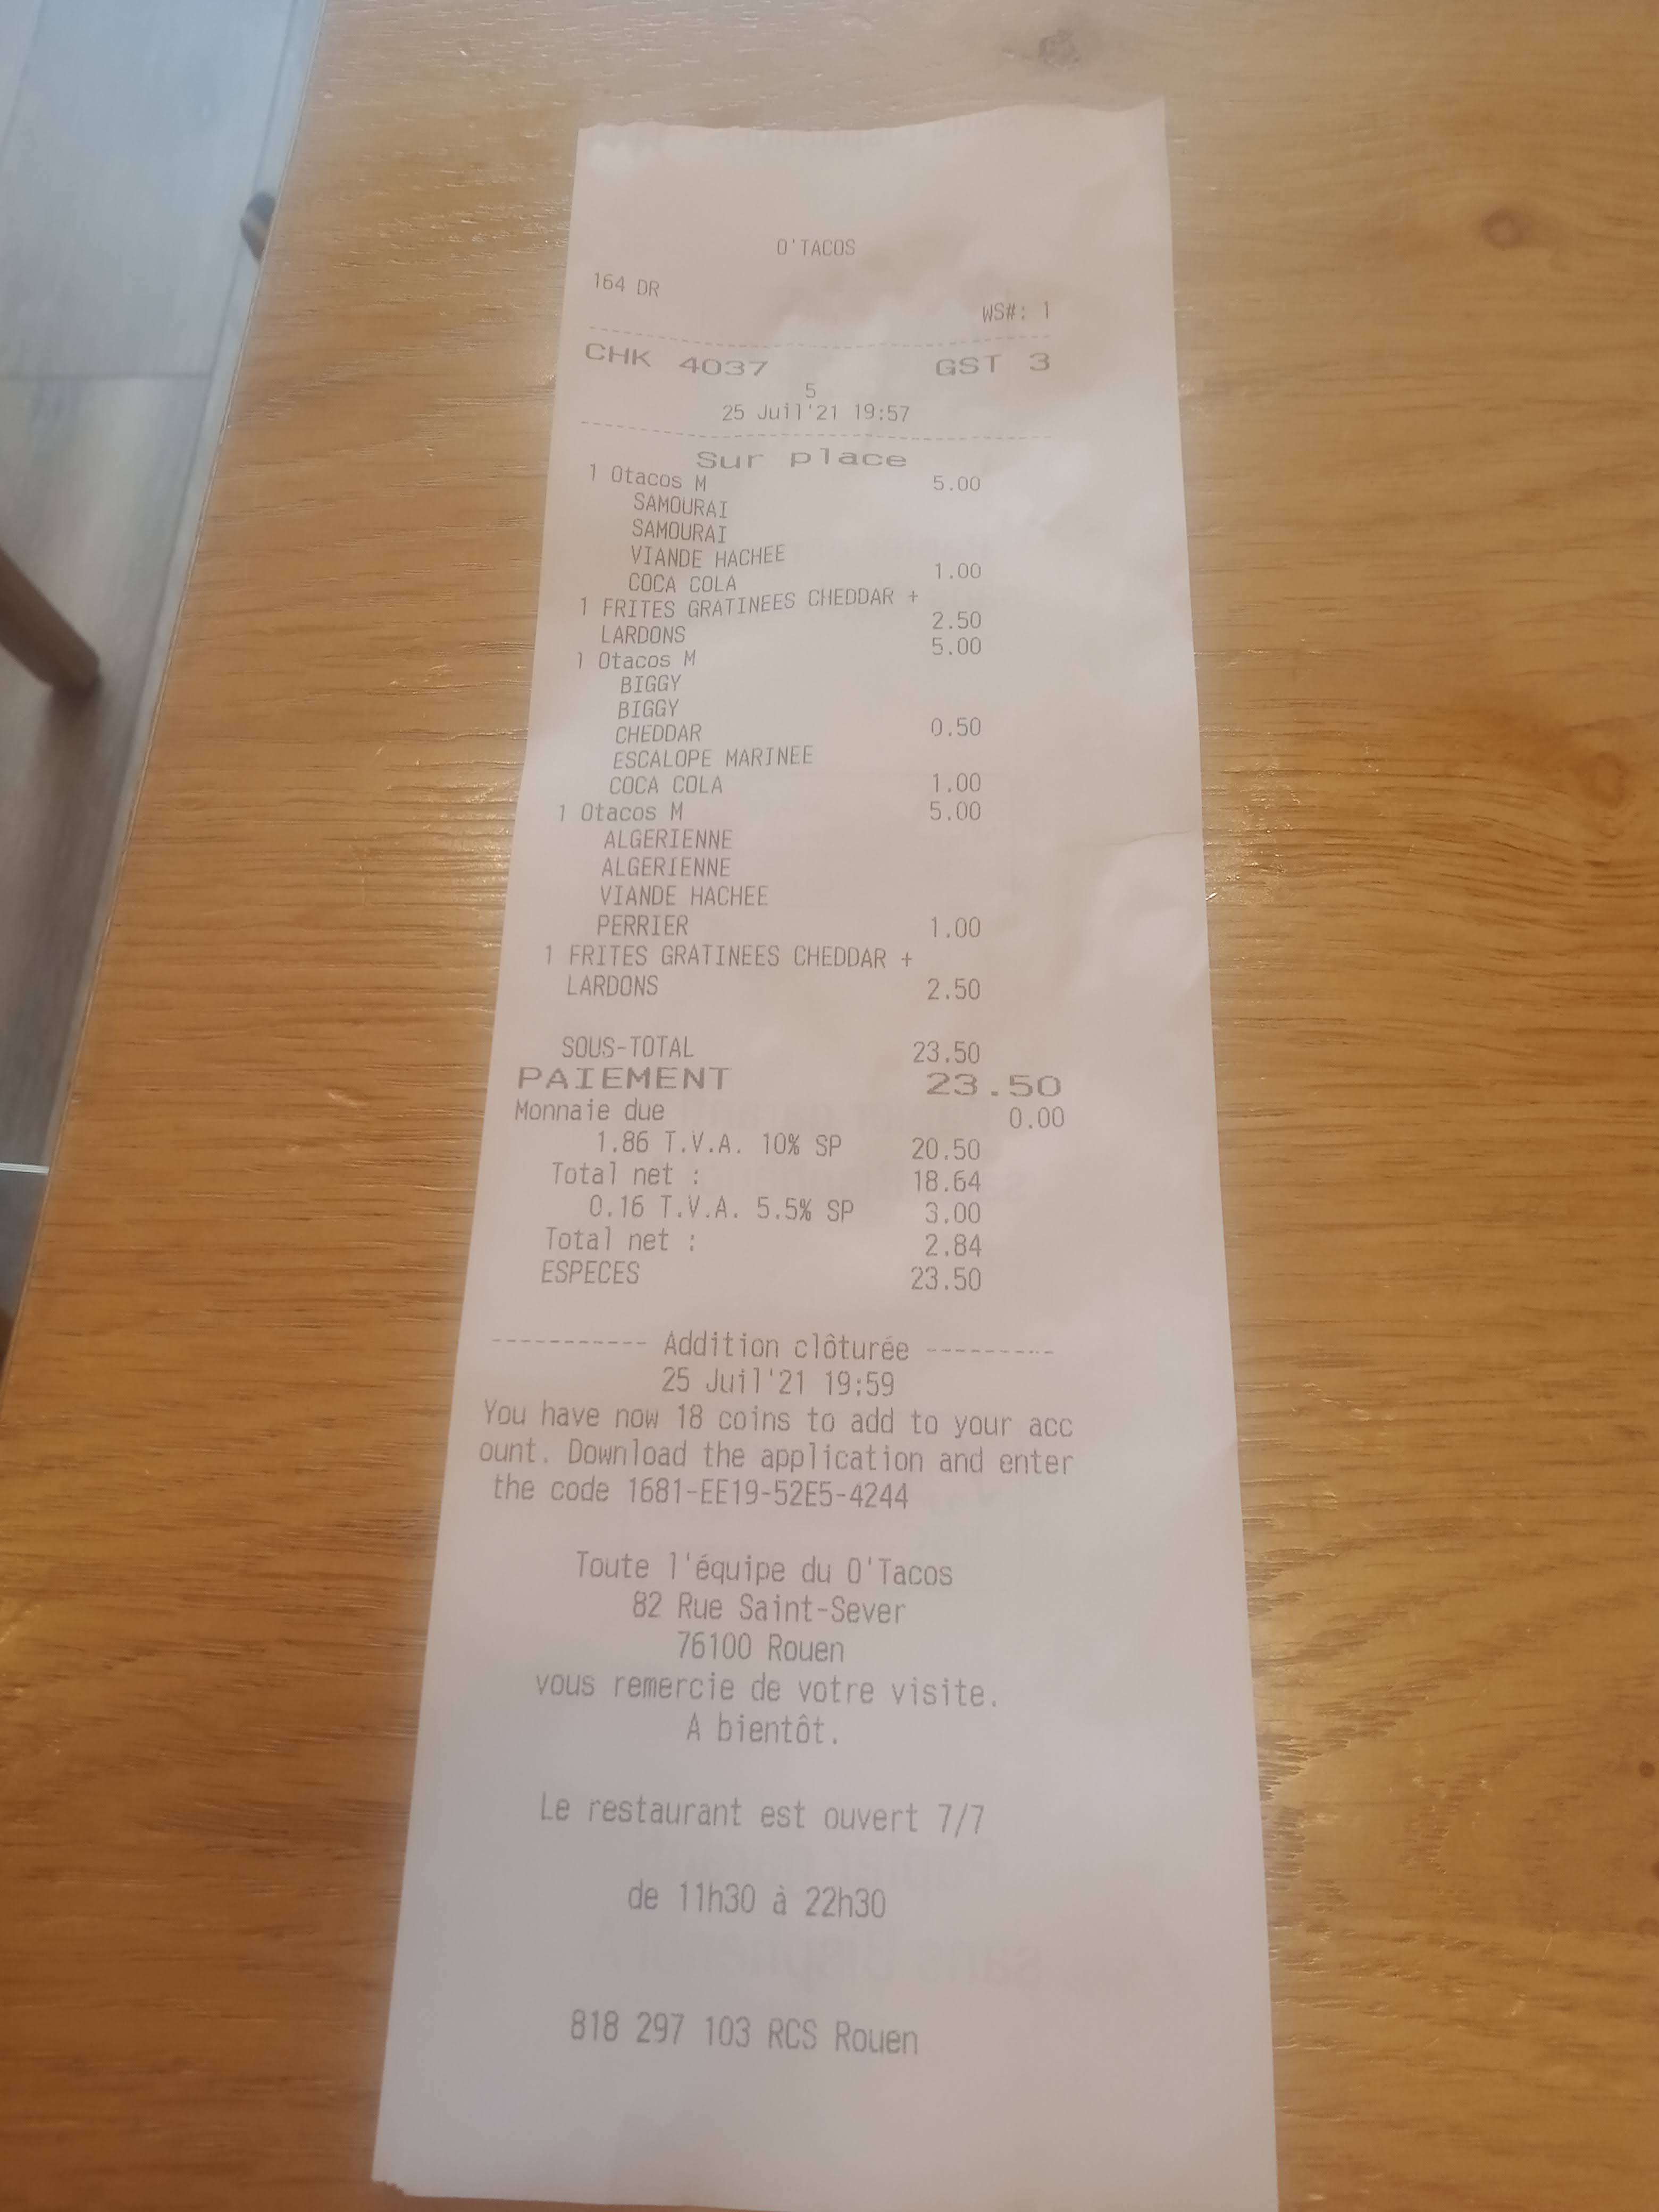 O'TACOS
164 DR
WS#: 1
CHK 4037 GST 3
5
25 Juil'21 19:57
Sur place
1 Otacos M 5.00
SAMOURAI
SAMOURAI
VIANDE HACHEE
COCA COLA 1.00
1 FRITES GRATINEES CHEDDAR +
LARDONS 2.50
1 Otacos M 5.00
BIGGY
BIGGY
CHEDDAR 0.50
ESCALOPE MARINEE
COCA COLA 1.00
1 Otacos M 5.00
ALGERIENNE
ALGERIENNE
VIANDE HACHEE
PERRIER 1.00
1 FRITES GRATINEES CHEDDAR +
LARDONS 2.50
SOUS-TOTAL 23.50
PAIEMENT 23.50
Monnaie due 0.00
1.86 T.V.A. 10% SP 20.50
Total net : 18.64
0.16 T.V.A. 5.5% SP 3.00
Total net : 2.84
ESPECES 23.50
----------- Addition clôturée ---------
25 Juil'21 19:59
You have now 18 coins to add to your acc
ount. Download the application and enter
the code 1681-EE19-52E5-4244
Toute l'équipe du O'Tacos
82 Rue Saint-Sever
76100 Rouen
vous remercie de votre visite.
A bientôt.
Le restaurant est ouvert 7/7
de 11h30 à 22h30
818 297 103 RCS Rouen